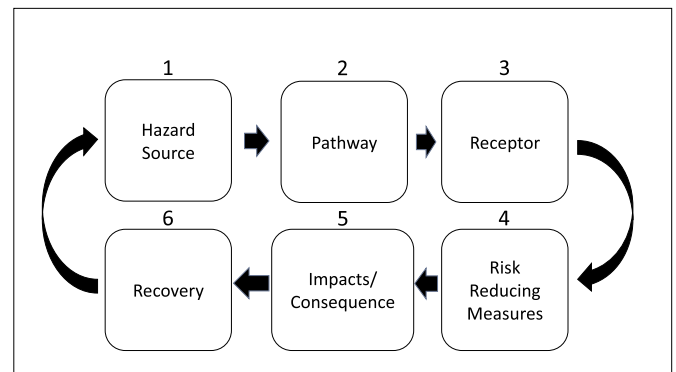 1
2
3
Hazard
Source
Pathway
Receptor
6
5
4
Recovery
Impacts/
Consequence
Risk
Reducing
Measures